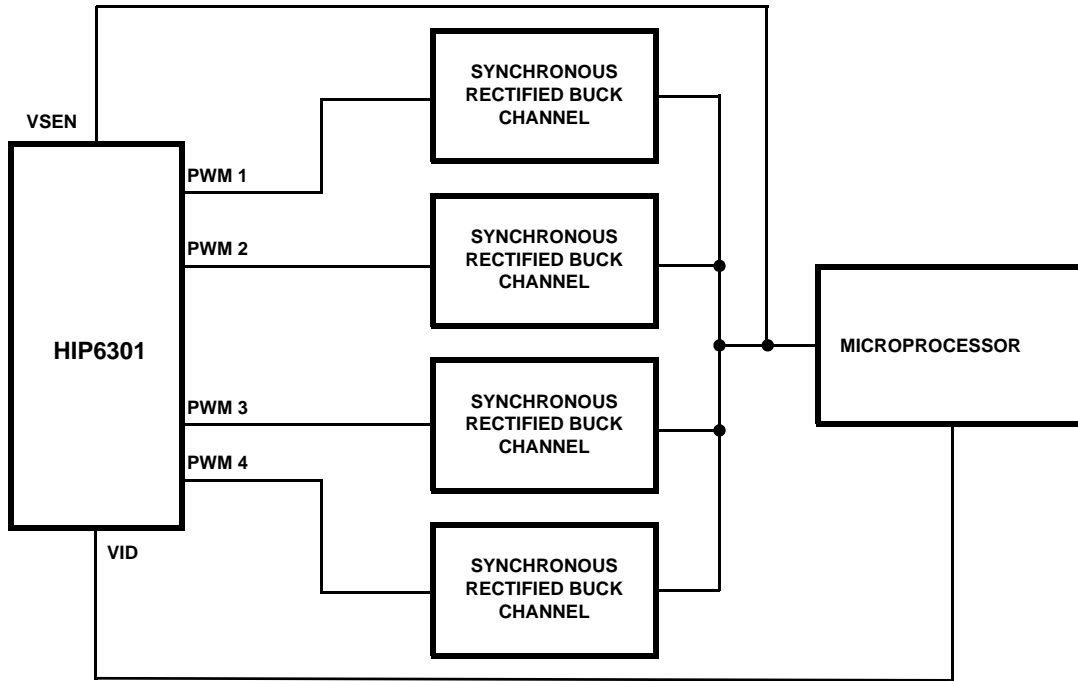 SYNCHRONOUS
RECTIFIED BUCK
CHANNEL
VSEN
PWM 1
SYNCHRONOUS
RECTIFIED BUCK
CHANNEL
PWM 2
HIP6301
MICROPROCESSOR
SYNCHRONOUS
RECTIFIED BUCK
CHANNEL
PWM 3
PWM 4
SYNCHRONOUS
RECTIFIED BUCK
CHANNEL
VID